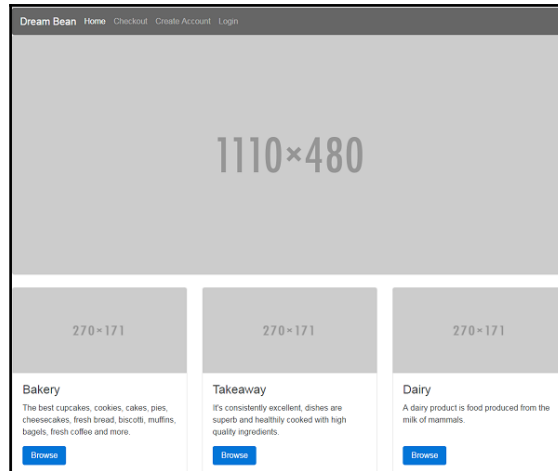 Dream Bean Home Checkout Create Account Login
1110×480
270×171 270×171 270×171
Bakery
The best cupcakes, cookies, cakes, pies,
cheesecakes, fresh bread, biscotti, muffins,
bagels, fresh coffee and more.
Browse
Takeaway
It's consistently excellent, dishes are
superb and healthily cooked with high
quality ingredients.
Browse
Dairy
A dairy product is food produced from the
milk of mammals.
Browse